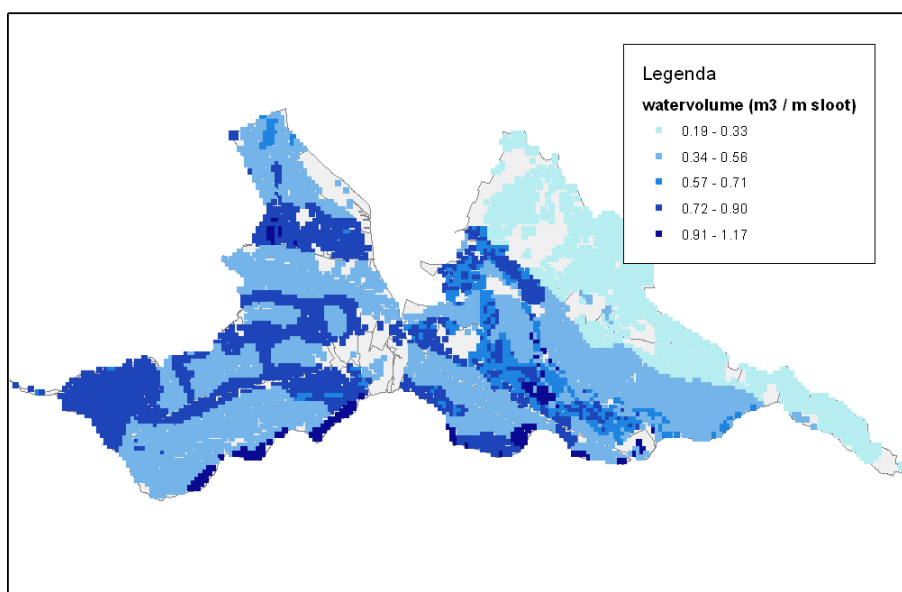 Legenda
watervolume (m3 / m sloot)
0.19 - 0.33
0.34 - 0.56
0.57 - 0.71
0.72 - 0.90
0.91 - 1.17